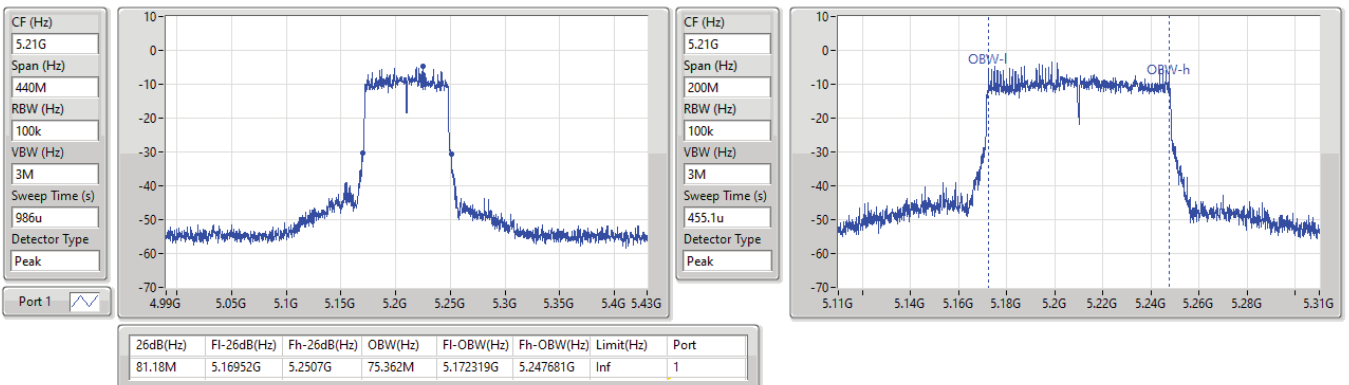 CF (Hz)
5.21G
Span (Hz)
440M
RBW (Hz)
100k
VBW (Hz)
3M
Sweep Time (s)
986u
Detector Type
Peak
Port 1
10
0
-10
-20
-30
-40
-50
-60
-70
4.99G 5.05G 5.1G 5.15G 5.2G 5.25G 5.3G 5.35G 5.4G 5.43G
CF (Hz)
5.21G
Span (Hz)
200M
RBW (Hz)
100k
VBW (Hz)
3M
Sweep Time (s)
455.1u
Detector Type
Peak
10
0
-10
-20
-30
-40
-50
-60
-70
OBW-l
OBW-h
5.11G 5.14G 5.16G 5.18G 5.2G 5.22G 5.24G 5.26G 5.28G 5.31G
26dB(Hz) Fl-26dB(Hz) Fh-26dB(Hz) OBW(Hz) Fl-OBW(Hz) Fh-OBW(Hz) Limit(Hz) Port
81.18M 5.16952G 5.2507G 75.362M 5.172319G 5.247681G Inf 1